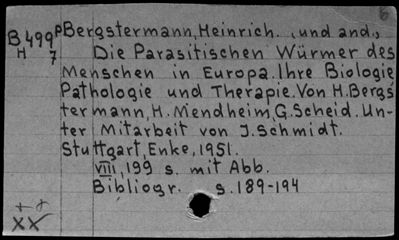 6
B499p Bergstermann, Heinrich. , und and.,
H 7 Die Parasitischen Würmer des
Menschen in Europa. Ihre Biologie
Pathologie und Therapie. Von H. Bergs
termann, H. Mendheim, G. Scheid. Un-
ter Mitarbeit von J. Schmidt.
Stuttgart, Enke, 1951.
VIII, 199 s. mit Abb.
Bibliogr. s. 189-194
XX